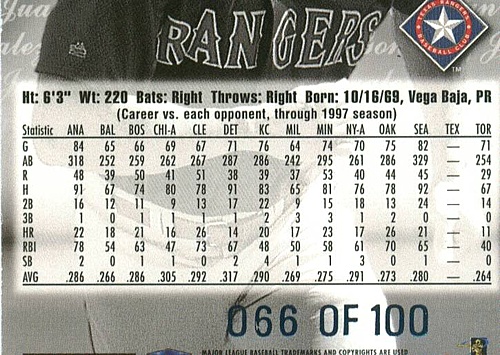 RANGERS
TEXAS RANGERS
BASEBALL CLUB
TM
Ht: 6'3" Wt: 220 Bats: Right Throws: Right Born: 10/16/69, Vega Baja, PR
(Career vs. each opponent, through 1997 season)
Statistic ANA BAL BOS CHI-A CLE DET KC MIL MIN NY-A OAK SEA TEX TOR
G 84 65 66 69 67 71 76 64 74 70 75 82 — 71
AB 318 252 259 262 267 287 286 242 295 261 286 329 — 254
R 48 39 50 41 51 38 39 37 53 40 44 45 — 29
H 91 67 74 80 78 91 83 65 81 76 78 92 — 67
2B 16 12 11 9 13 17 22 9 15 18 13 24 — 14
3B 1 0 1 1 1 2 3 3 1 2 0 0 — 0
HR 22 18 21 16 26 14 20 17 23 17 26 21 — 11
RBI 78 54 63 47 73 67 48 50 58 61 70 65 — 40
SB 2 0 1 0 2 1 1 3 0 1 — 0
AVG .286 .266 .286 .305 .292 .317 .290 .269 .275 .291 .273 .280 — .264
066 OF 100
MAJOR LEAGUE BASEBALL TRADEMARKS AND COPYRIGHTS ARE USED